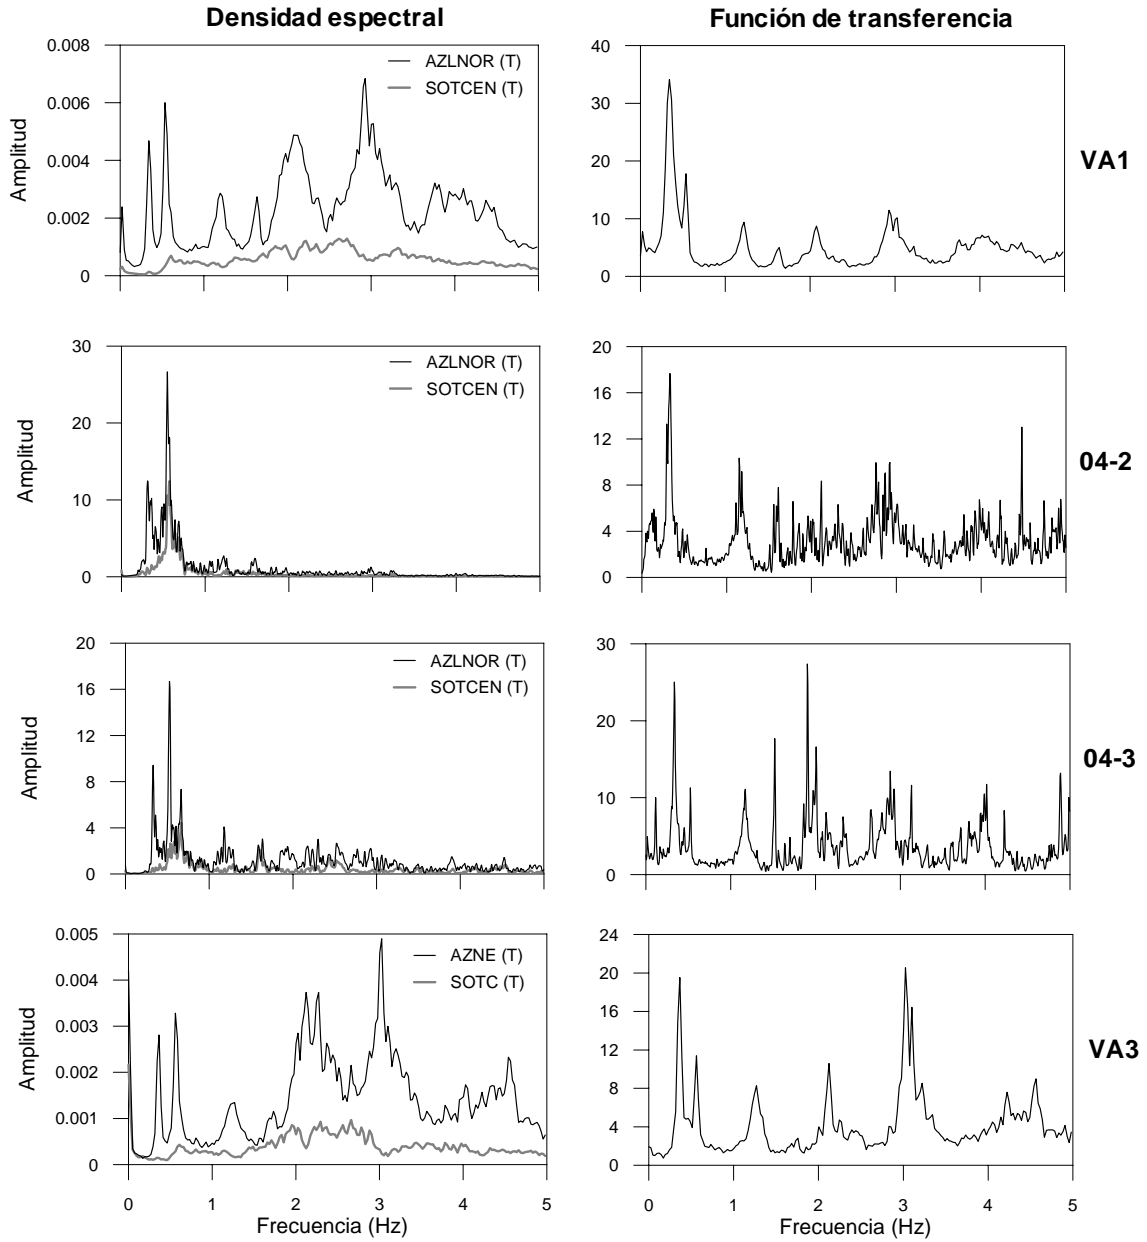 Densidad espectral
Función de transferencia
0.008
0.006
0.004
0.002
0
Amplitud
AZLNOR (T)
SOTCEN (T)
40
30
20
10
0
VA1
30
20
10
0
Amplitud
AZLNOR (T)
SOTCEN (T)
20
16
12
8
4
0
04-2
20
16
12
8
4
0
Amplitud
AZLNOR (T)
SOTCEN (T)
30
20
10
0
04-3
0.005
0.004
0.003
0.002
0.001
0
Amplitud
AZNE (T)
SOTC (T)
0 1 2 3 4 5
Frecuencia (Hz)
24
20
16
12
8
4
0
VA3
0 1 2 3 4 5
Frecuencia (Hz)